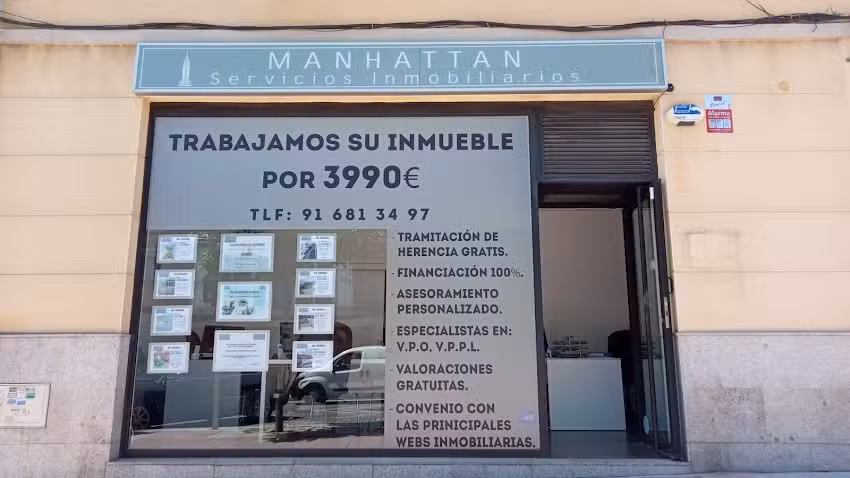 MANHATTAN
Servicios Inmobiliarios
TRABAJAMOS SU INMUEBLE
POR 3990€
TLF: 91 681 34 97
- TRAMITACIÓN DE
HERENCIA GRATIS.
- FINANCIACIÓN 100%.
- ASESORAMIENTO
PERSONALIZADO.
- ESPECIALISTAS EN:
V.P.O, V.P.P.L.
- VALORACIONES
GRATUITAS.
- CONVENIO CON
LAS PRINICIPALES
WEBS INMOBILIARIAS.
Alarma